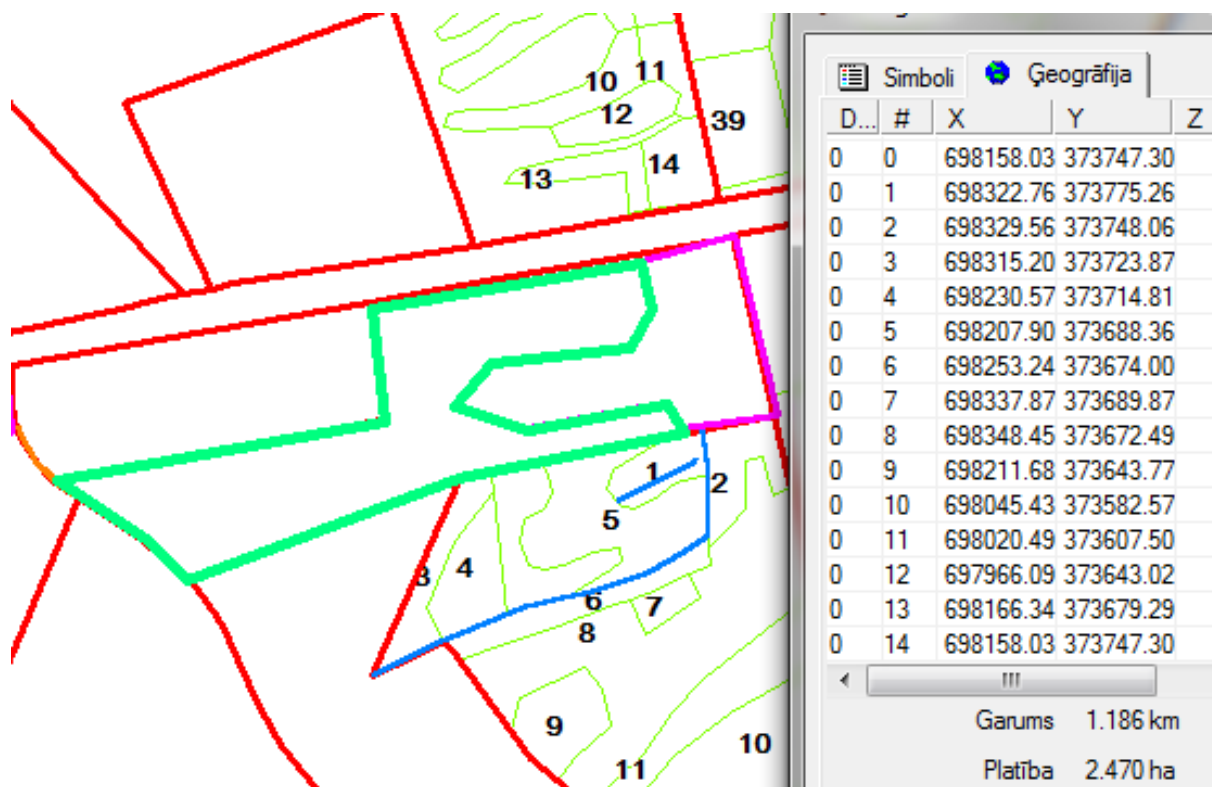 10 11
12
39
14
13
1
2
5
3 4
6
7
8
9
10
11
Simboli Ģeogrāfija
D... # X Y Z
0 0 698158.03 373747.30
0 1 698322.76 373775.26
0 2 698329.56 373748.06
0 3 698315.20 373723.87
0 4 698230.57 373714.81
0 5 698207.90 373688.36
0 6 698253.24 373674.00
0 7 698337.87 373689.87
0 8 698348.45 373672.49
0 9 698211.68 373643.77
0 10 698045.43 373582.57
0 11 698020.49 373607.50
0 12 697966.09 373643.02
0 13 698166.34 373679.29
0 14 698158.03 373747.30
Garums 1.186 km
Platība 2.470 ha